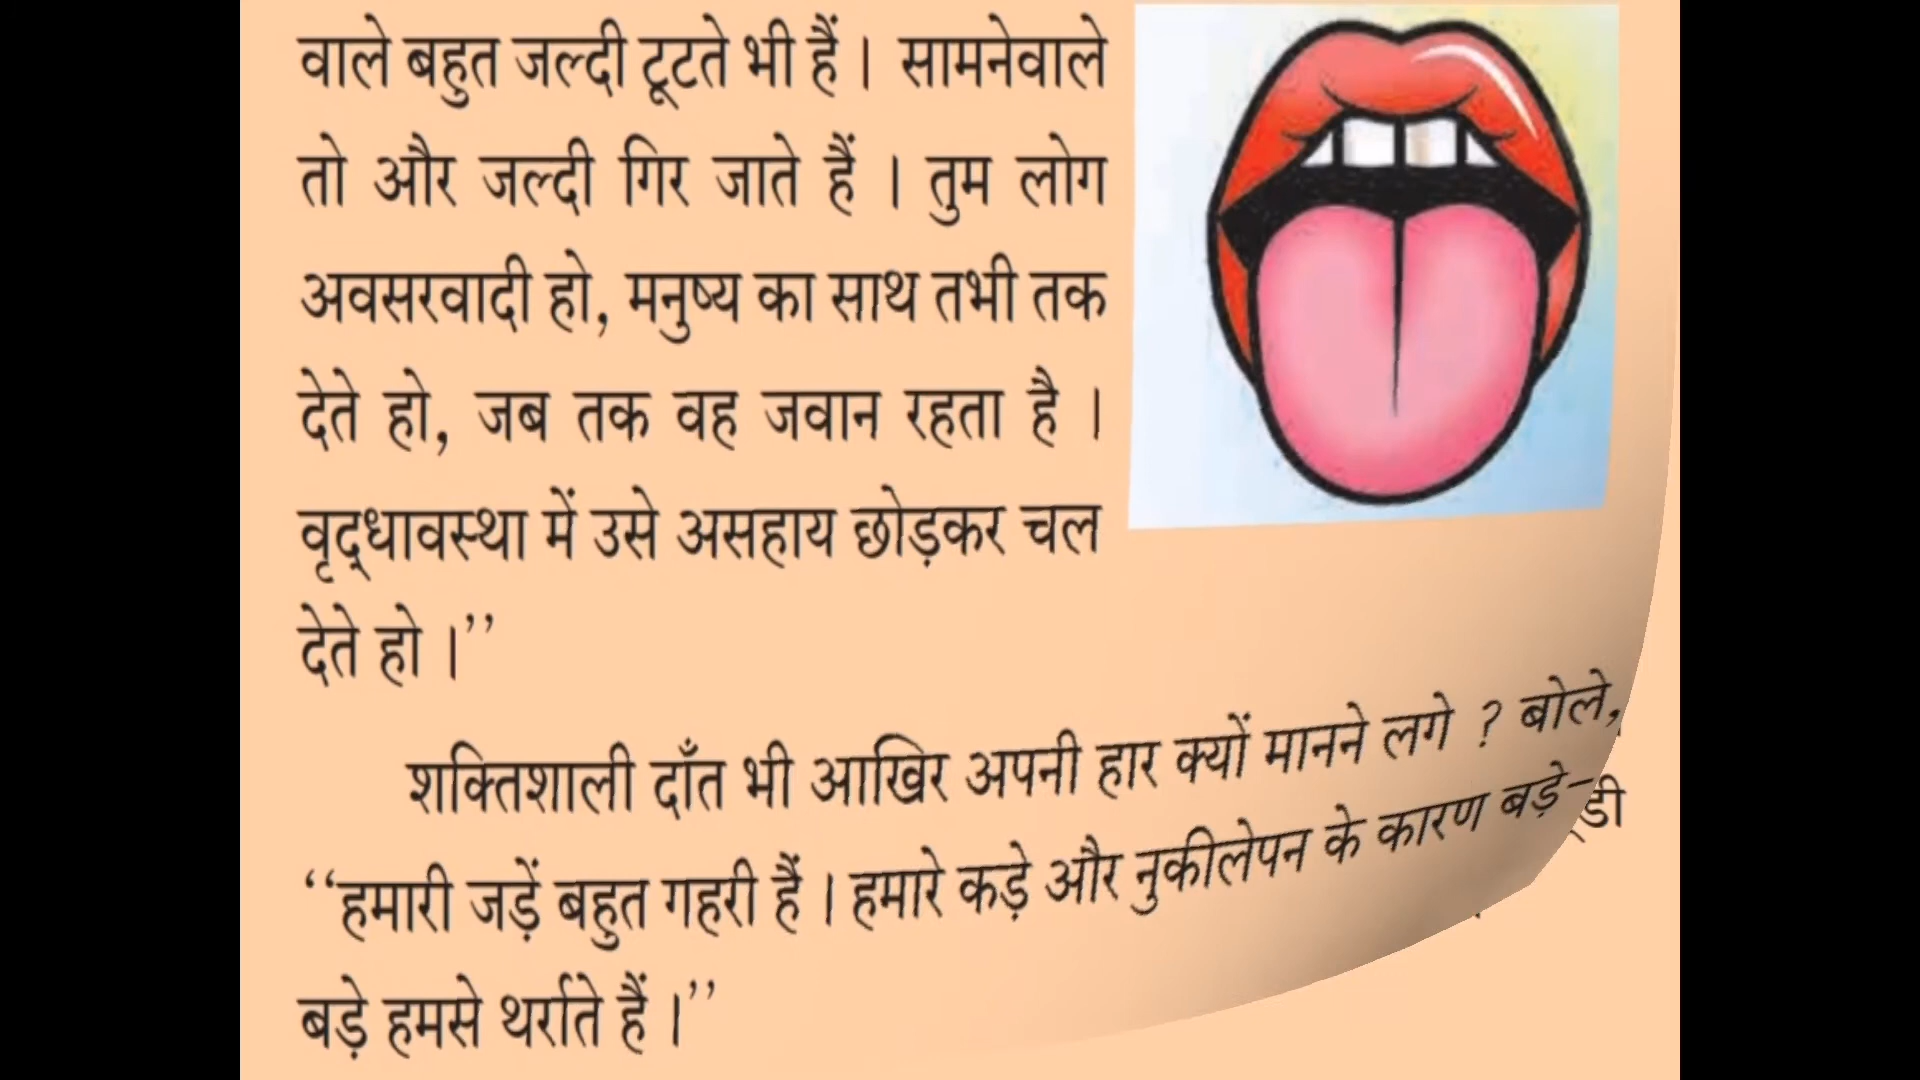 वाले बहुत जल्दी टूटते भी हैं । सामनेवाले
तो और जल्दी गिर जाते हैं । तुम लोग
अवसरवादी हो, मनुष्य का साथ तभी तक
देते हो, जब तक वह जवान रहता है ।
वृद्‌धावस्था में उसे असहाय छोड़कर चल
देते हो ।’’
शक्तिशाली दाँत भी आखिर अपनी हार क्यों मानने लगे ? बोले,
‘‘हमारी जड़ें बहुत गहरी हैं । हमारे कड़े और नुकीलेपन के कारण बड़े-
बड़े हमसे थर्राते हैं ।’’